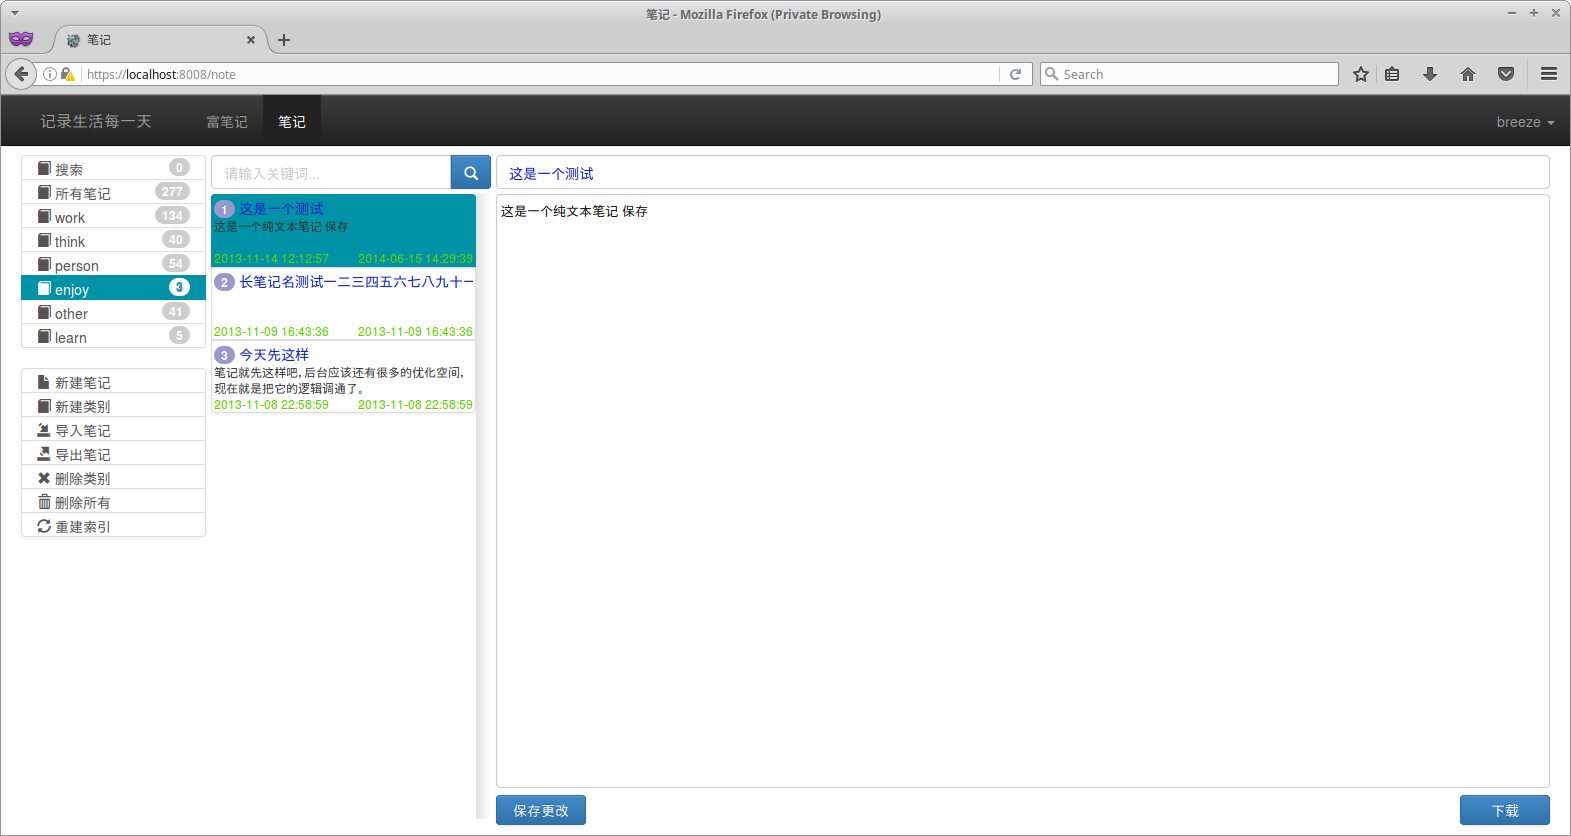 笔记 - Mozilla Firefox (Private Browsing)
笔记
https://localhost:8008/note
Search
记录生活每一天
富笔记
笔记
breeze
搜索 0
所有笔记 277
work 134
think 40
person 54
enjoy 3
other 41
learn 5
新建笔记
新建类别
导入笔记
导出笔记
删除类别
删除所有
重建索引
请输入关键词...
1 这是一个测试
这是一个纯文本笔记 保存
2013-11-14 12:12:57 2014-06-15 14:29:39
2 长笔记名测试一二三四五六七八九十一
2013-11-09 16:43:36 2013-11-09 16:43:36
3 今天先这样
笔记就先这样吧, 后台应该还有很多的优化空间,
现在就是把它的逻辑调通了。
2013-11-08 22:58:59 2013-11-08 22:58:59
这是一个测试
这是一个纯文本笔记 保存
保存更改
下载